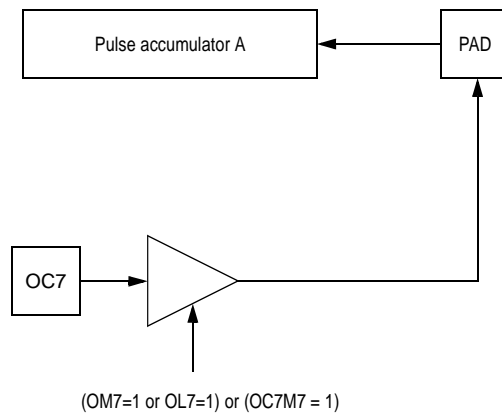 Pulse accumulator A
PAD
OC7
(OM7=1 or OL7=1) or (OC7M7 = 1)